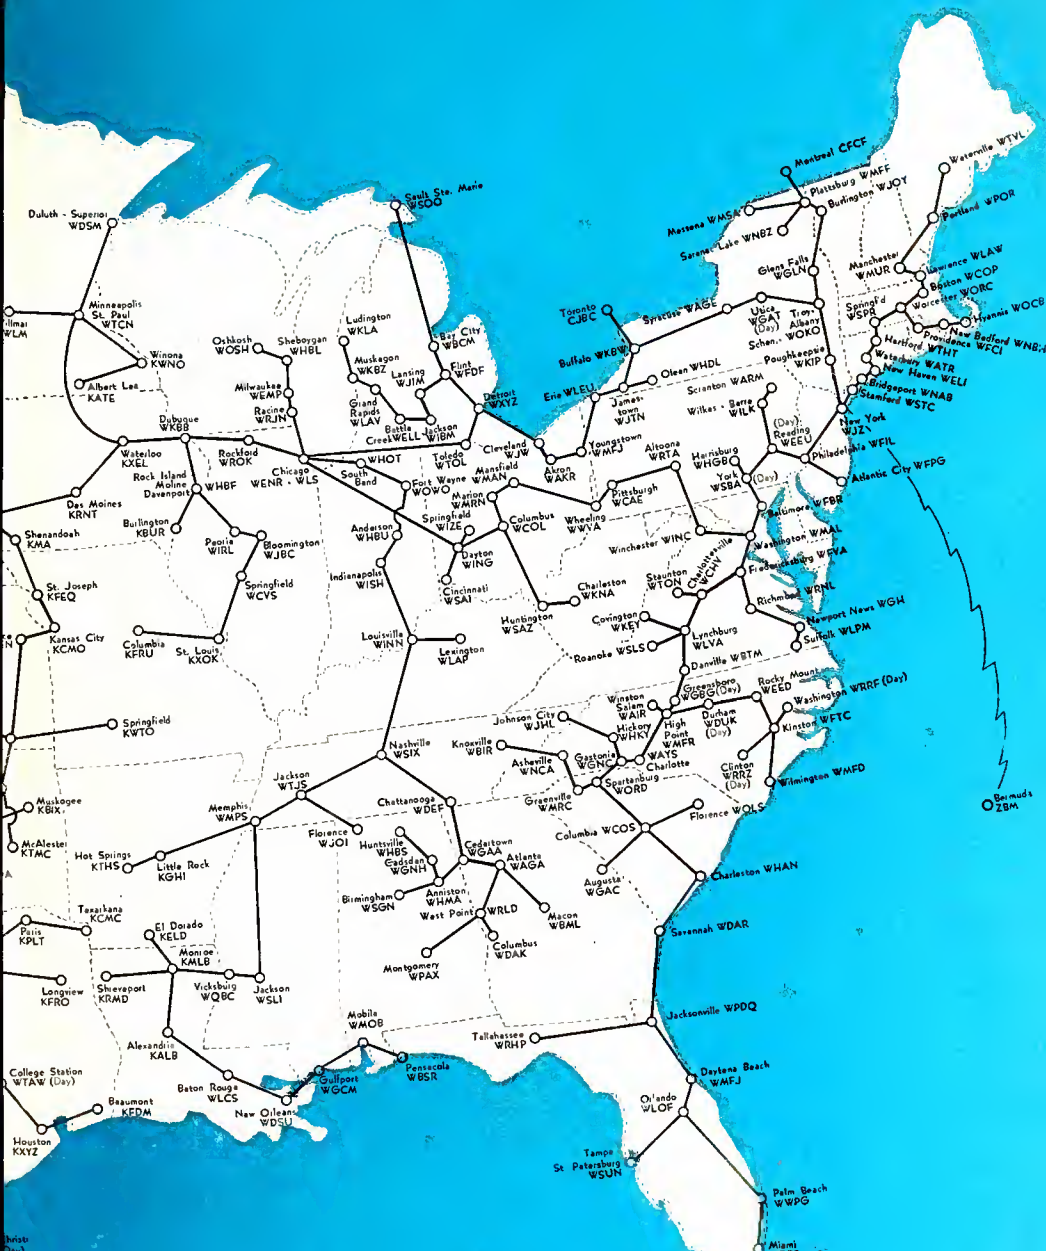 Montreal CFCF
Waterville WTVL
Plattsburg WMFF
Burlington WJOY
Sault Ste. Marie
WSOO
Massena WMSA
Portland WPOR
Duluth - Superior
WDSM
Saranac Lake WNBZ
Glens Falls
WGLN
Manchester
WMUR
Lawrence WLAW
Boston WCOP
Worcester WORC
Minneapolis
St. Paul
WTCN
Ludington
WKLA
Toronto
CJBC
Syracuse WAGE
Utica
WGAT
(Day)
Troy-
Albany
Schen. WOKO
Springf'd
WSPR
Hyannis WOCB
New Bedford WNBH
Providence WFCI
illmar
WLM
Oshkosh
WOSH
Sheboygan
WHBL
Bay City
WBCM
Buffalo WKBW
Hartford WTHT
Waterbury WATR
New Haven WELI
Bridgeport WNAB
Stamford WSTC
Winona
KWNO
Muskagon
WKBZ
Lansing
WJIM
Flint
WFDF
Olean WHDL
Poughkeepsie
WKIP
Albert Lea
KATE
Milwaukee
WEMP
Grand
Rapids
WLAV
Detroit
WXYZ
Erie WLEU
James-
town
WJTN
Scranton WARM
Wilkes - Barre
WILK
New York
WJZ
Racine
WRJN
Battle
Creek
WELL
Jackson
WIBM
Dubuque
WKBB
Waterloo
KXEL
Rockford
WROK
Chicago
WENR - WLS
WHOT
South
Bend
Toledo
WTOL
Cleveland
WJW
Akron
WAKR
Youngstown
WMFJ
Altoona
WRTA
Harrisburg
WHGB
(Day)
Reading
WEEU
Philadelphia WFIL
Atlantic City WFPG
Rock Island
Moline
Davenport
WHBF
Fort Wayne
WOWO
Mansfield
WMAN
Marion
WMRN
Pittsburgh
WCAE
York
WSBA
(Day)
Baltimore WFBR
Des Moines
KRNT
Burlington
KBUR
Peoria
WIRL
Bloomington
WJBC
Anderson
WHBU
Springfield
WIZE
Columbus
WCOL
Wheeling
WWVA
Winchester WINC
Washington WMAL
Shenandoah
KMA
Dayton
WING
Staunton
WTON
Charlottesville
WCHV
Fredericksburg WFVA
Indianapolis
WISH
Cincinnati
WSAI
St. Joseph
KFEQ
Springfield
WCVS
Charleston
WKNA
Richmond WRNL
Huntington
WSAZ
Covington
WKEY
Newport News WGH
Suffolk WLPM
Kansas City
KCMO
Columbia
KFRU
St. Louis
KXOK
Louisville
WINN
Lexington
WLAP
Roanoke WSLS
Lynchburg
WLVA
Danville WBTM
Greensboro
WGBG (Day)
Rocky Mount
WEED
Washington WRRF (Day)
Springfield
KWTO
Johnson City
WJHL
Winston
Salem
WAIR
High
Point
WMFR
Durham
WDUK
(Day)
Kinston WFTC
Hickory
WHKY
Nashville
WSIX
Knoxville
WBIR
Asheville
WNCA
Gastonia
WGNC
WAYS
Charlotte
Clinton
WRRZ
(Day)
Wilmington WMFD
Jackson
WTJS
Spartanburg
WORD
Greenville
WMRC
Muskogee
KBIX
Memphis
WMPS
Chattanooga
WDEF
Florence WOLS
Bermuda
ZBM
Florence
WJOI
Huntsville
WHBS
Columbia WCOS
McAlester
KTMC
Hot Springs
KTHS
Little Rock
KGHI
Gadsden
WGNH
Cedartown
WGAA
Atlanta
WAGA
Augusta
WGAC
Charleston WHAN
Birmingham
WSGN
Anniston
WHMA
Texarkana
KCMC
Paris
KPLT
West Point
WRLD
Macon
WBML
El Dorado
KELD
Savannah WDAR
Columbus
WDAK
Monroe
KMLB
Montgomery
WPAX
Longview
KFRO
Shreveport
KRMD
Vicksburg
WQBC
Jackson
WSLI
Jacksonville WPDQ
Mobile
WMOB
Tallahassee
WRHP
Alexandria
KALB
College Station
WTAW (Day)
Pensacola
WBSR
Gulfport
WGCM
Daytona Beach
WMFJ
Baton Rouge
WLCS
Orlando
WLOF
Beaumont
KFDM
New Orleans
WDSU
Houston
KXYZ
Tampa
St Petersburg
WSUN
Palm Beach
WWPG
Miami